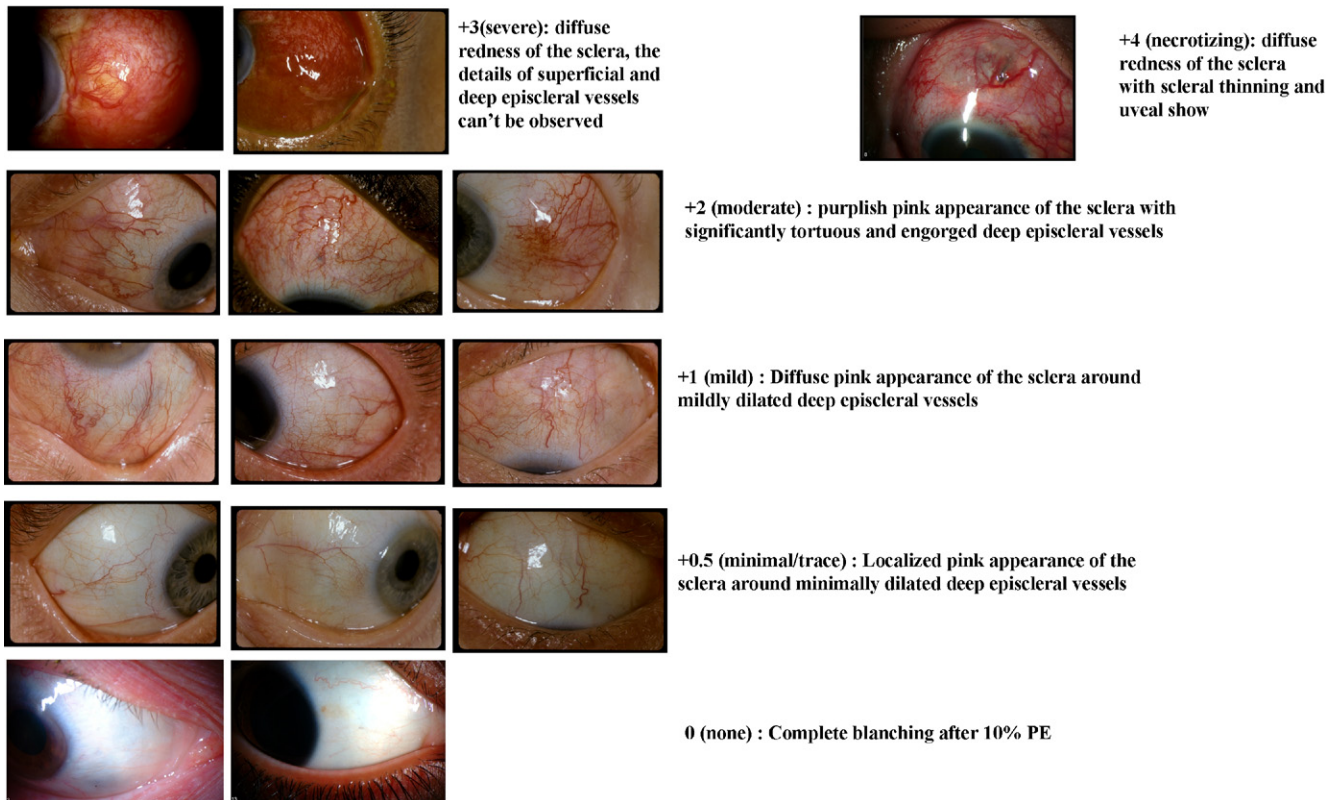 +3(severe): diffuse
redness of the sclera, the
details of superficial and
deep episcleral vessels
can't be observed
+4 (necrotizing): diffuse
redness of the sclera
with scleral thinning and
uveal show
+2 (moderate) : purplish pink appearance of the sclera with
significantly tortuous and engorged deep episcleral vessels
+1 (mild) : Diffuse pink appearance of the sclera around
mildly dilated deep episcleral vessels
+0.5 (minimal/trace) : Localized pink appearance of the
sclera around minimally dilated deep episcleral vessels
0 (none) : Complete blanching after 10% PE